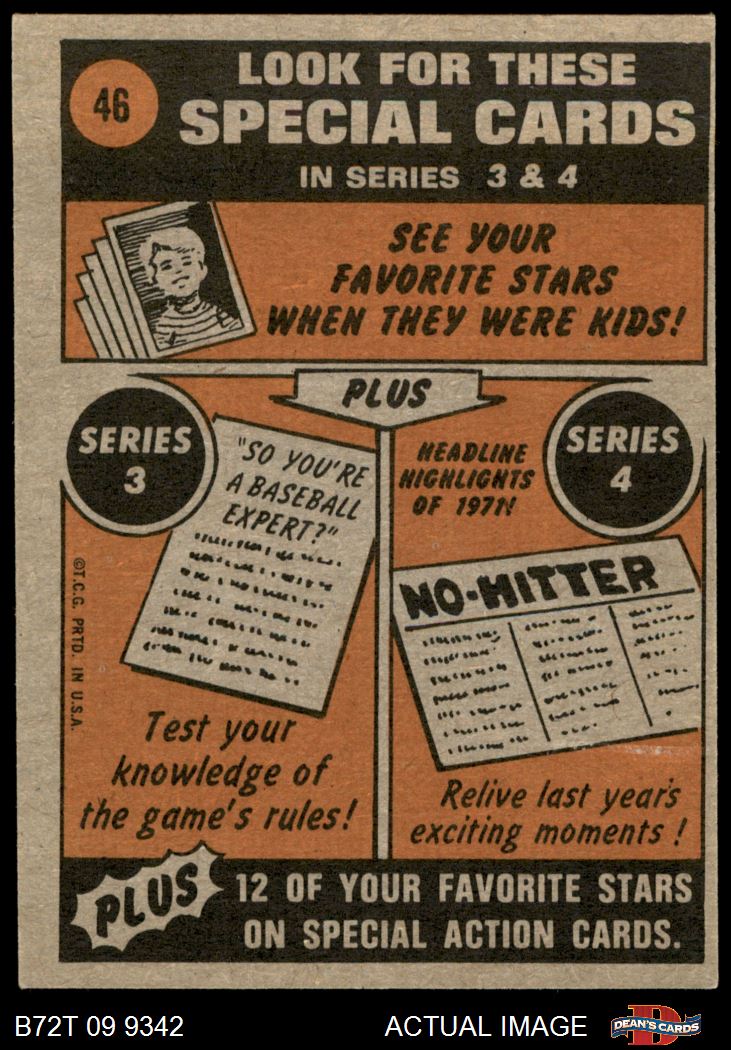 46
LOOK FOR THESE
SPECIAL CARDS
IN SERIES 3 & 4
SEE YOUR
FAVORITE STARS
WHEN THEY WERE KIDS!
PLUS
SERIES
3
"SO YOU'RE
A BASEBALL
EXPERT?"
Test your
knowledge of
the game's rules!
HEADLINE
HIGHLIGHTS
OF 1971!
SERIES
4
NO-HITTER
Relive last year's
exciting moments!
©T.C.G. PRTD. IN U.S.A.
PLUS
12 OF YOUR FAVORITE STARS
ON SPECIAL ACTION CARDS.
B72T 09 9342
ACTUAL IMAGE
DEAN'S CARDS